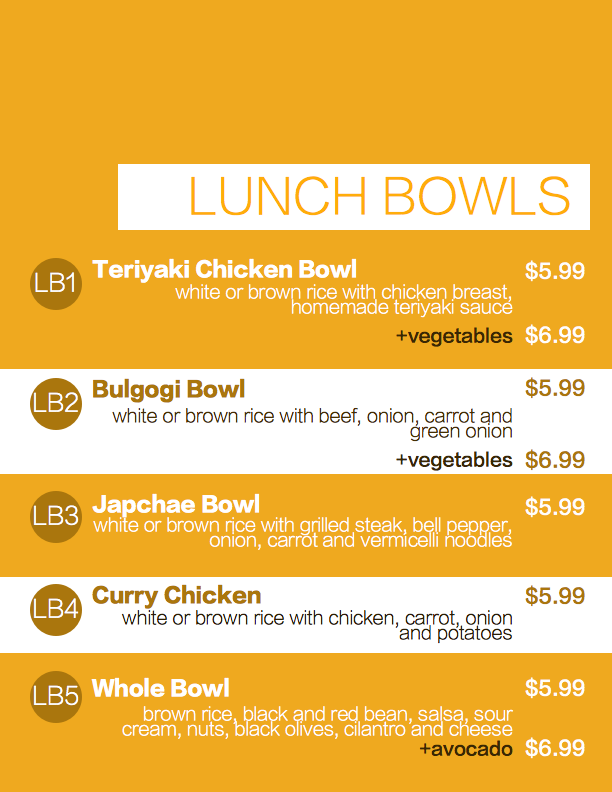 LUNCH BOWLS
LB1 Teriyaki Chicken Bowl $5.99
white or brown rice with chicken breast,
homemade teriyaki sauce
+vegetables $6.99
LB2 Bulgogi Bowl $5.99
white or brown rice with beef, onion, carrot and
green onion
+vegetables $6.99
LB3 Japchae Bowl $5.99
white or brown rice with grilled steak, bell pepper,
onion, carrot and vermicelli noodles
LB4 Curry Chicken $5.99
white or brown rice with chicken, carrot, onion
and potatoes
LB5 Whole Bowl $5.99
brown rice, black and red bean, salsa, sour
cream, nuts, black olives, cilantro and cheese
+avocado $6.99